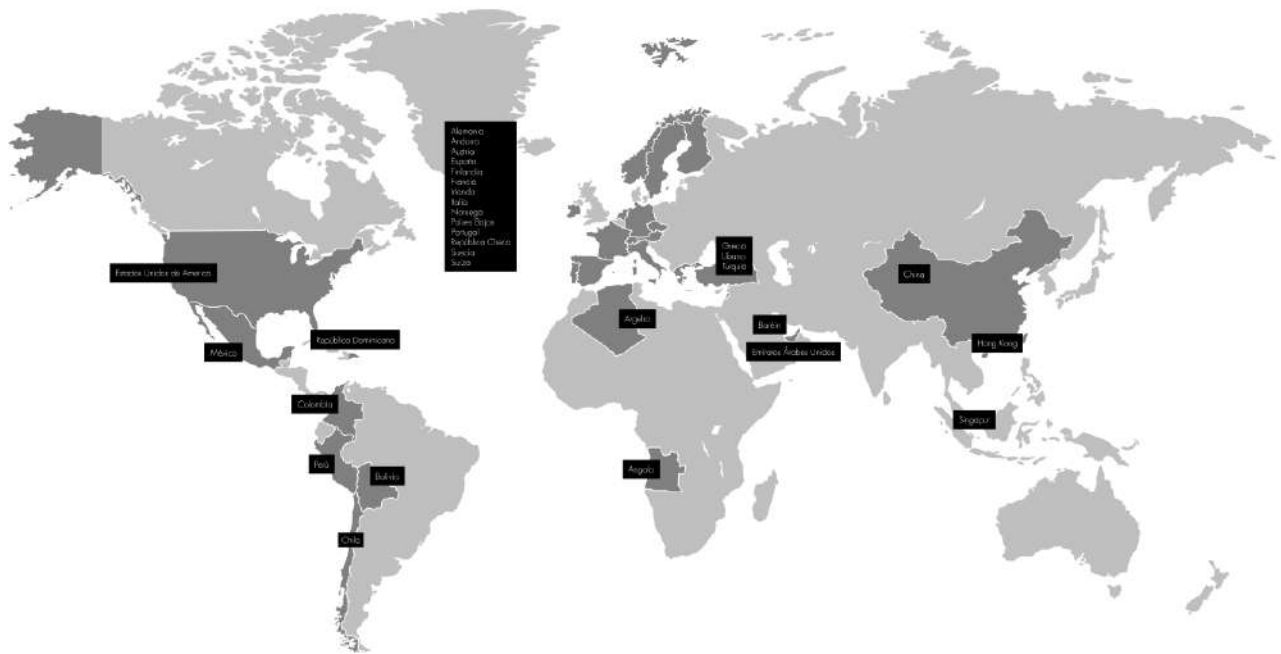 Alemania
Andorra
Austria
España
Finlandia
Francia
Irlanda
Italia
Noruega
Países Bajos
Portugal
República Checa
Suecia
Suiza
Grecia
Líbano
Turquía
Estados Unidos de America
China
Argelia
Baréin
República Dominicana
Hong Kong
México
Emiratos Árabes Unidos
Colombia
Singapur
Perú
Angola
Bolivia
Chile